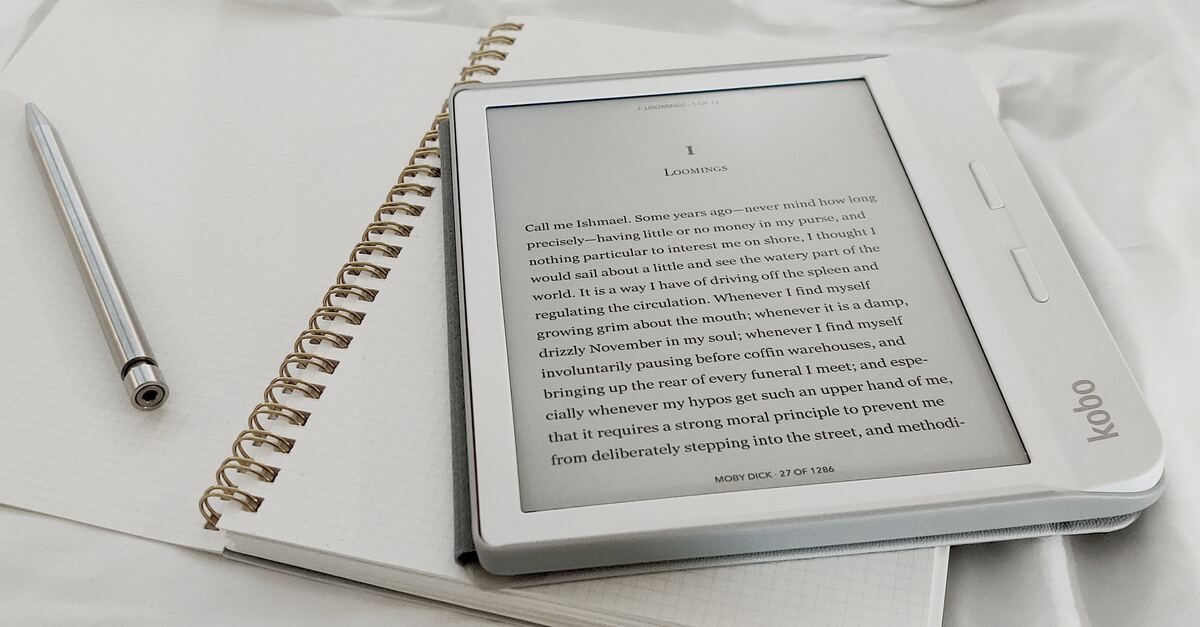 1: LOOMINGS · 1 OF 13
I
LOOMINGS
Call me Ishmael. Some years ago—never mind how long
precisely—having little or no money in my purse, and
nothing particular to interest me on shore, I thought I
would sail about a little and see the watery part of the
world. It is a way I have of driving off the spleen and
regulating the circulation. Whenever I find myself
growing grim about the mouth; whenever it is a damp,
drizzly November in my soul; whenever I find myself
involuntarily pausing before coffin warehouses, and
bringing up the rear of every funeral I meet; and espe-
cially whenever my hypos get such an upper hand of me,
that it requires a strong moral principle to prevent me
from deliberately stepping into the street, and methodi-
MOBY DICK · 27 OF 1286
kobo